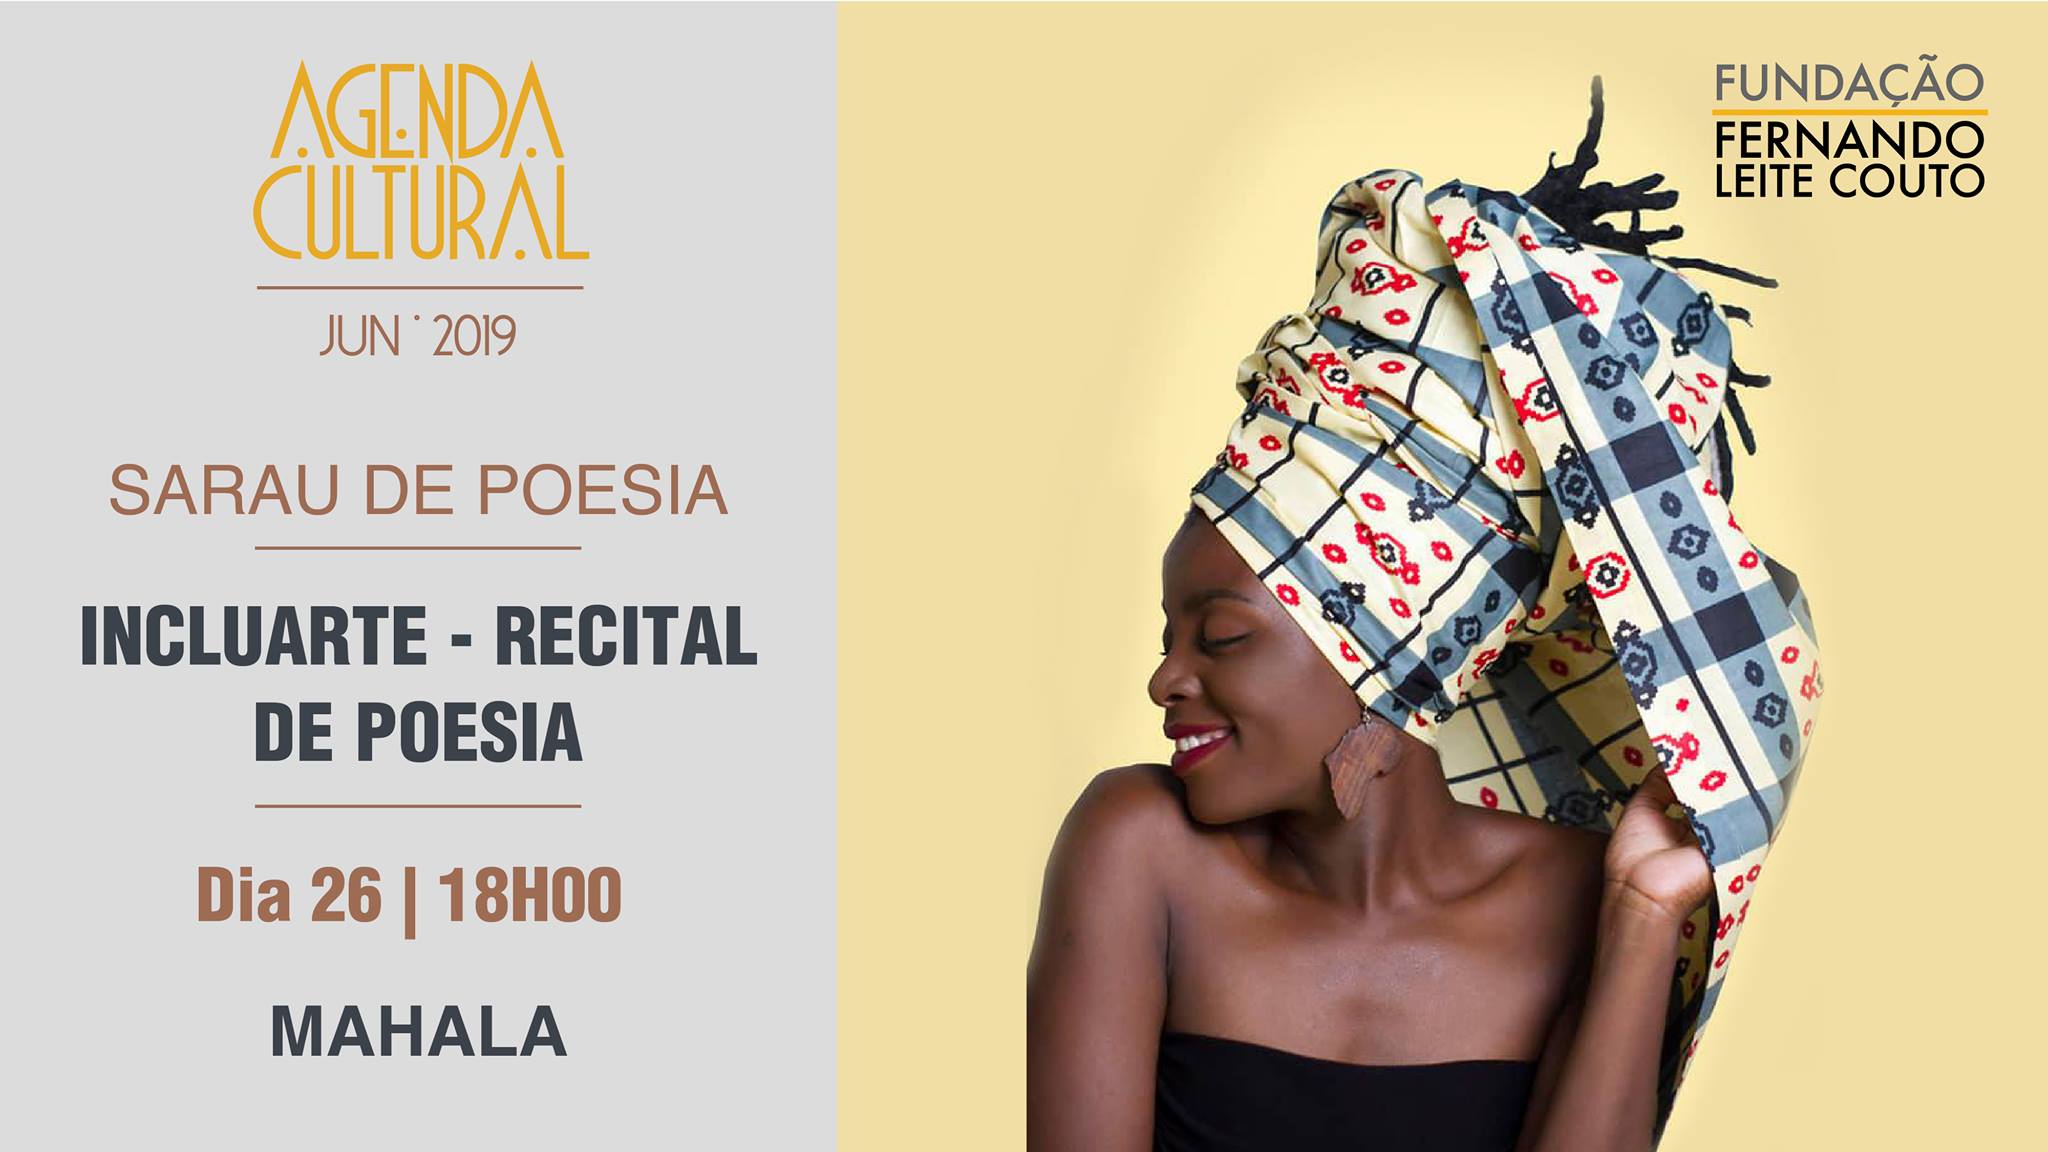 AGENDA
CULTURAL
JUN · 2019
SARAU DE POESIA
INCLUARTE - RECITAL
DE POESIA
Dia 26 | 18H00
MAHALA
FUNDAÇÃO
FERNANDO
LEITE COUTO